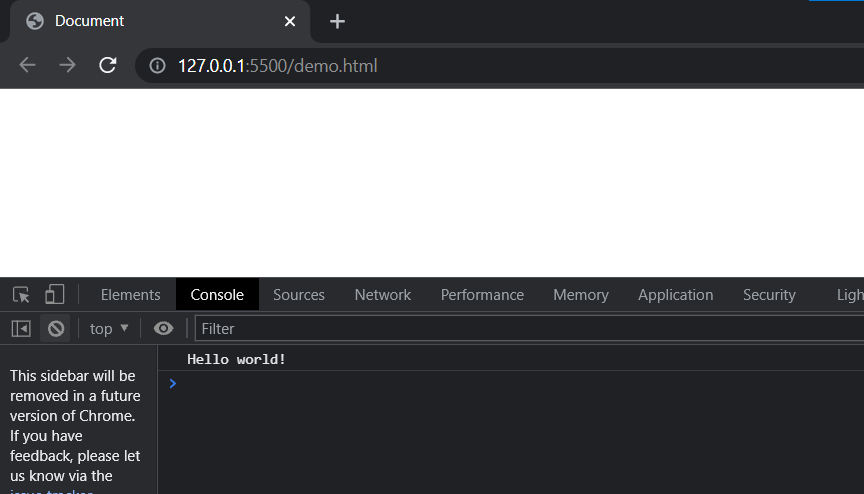 Document
127.0.0.1:5500/demo.html
Elements Console Sources Network Performance Memory Application Security Ligh
top Filter
Hello world!
This sidebar will be
removed in a future
version of Chrome.
If you have
feedback, please let
us know via the
issue tracker